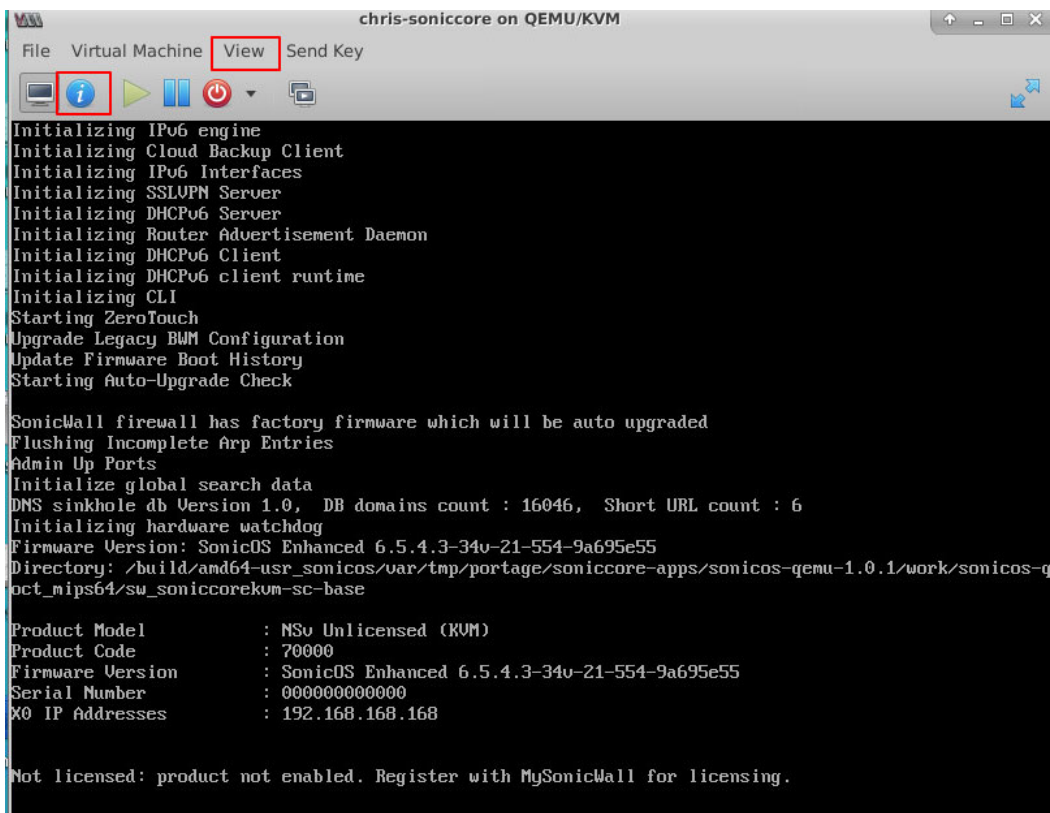 chris-soniccore on QEMU/KVM
File Virtual Machine View Send Key
Initializing IPv6 engine
Initializing Cloud Backup Client
Initializing IPv6 Interfaces
Initializing SSLVPN Server
Initializing DHCPv6 Server
Initializing Router Advertisement Daemon
Initializing DHCPv6 Client
Initializing DHCPv6 client runtime
Initializing CLI
Starting ZeroTouch
Upgrade Legacy BWM Configuration
Update Firmware Boot History
Starting Auto-Upgrade Check
SonicWall firewall has factory firmware which will be auto upgraded
Flushing Incomplete Arp Entries
Admin Up Ports
Initialize global search data
DNS sinkhole db Version 1.0, DB domains count : 16046, Short URL count : 6
Initializing hardware watchdog
Firmware Version: SonicOS Enhanced 6.5.4.3-34v-21-554-9a695e55
Directory: /build/amd64-usr_sonicos/var/tmp/portage/soniccore-apps/sonicos-qemu-1.0.1/work/sonicos-q
oct_mips64/sw_soniccorekvm-sc-base
Product Model : NSv Unlicensed (KVM)
Product Code : 70000
Firmware Version : SonicOS Enhanced 6.5.4.3-34v-21-554-9a695e55
Serial Number : 000000000000
X0 IP Addresses : 192.168.168.168
Not licensed: product not enabled. Register with MySonicWall for licensing.